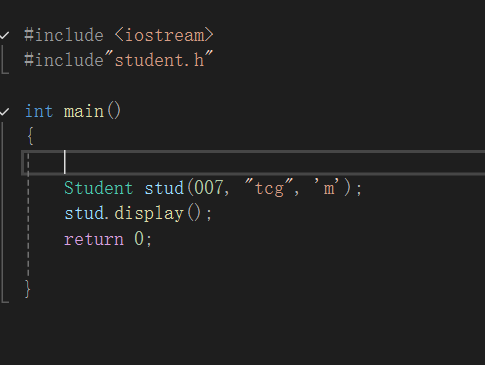 #include <iostream>
#include"student.h"
int main()
{
Student stud(007, "tcg", 'm');
stud.display();
return 0;
}